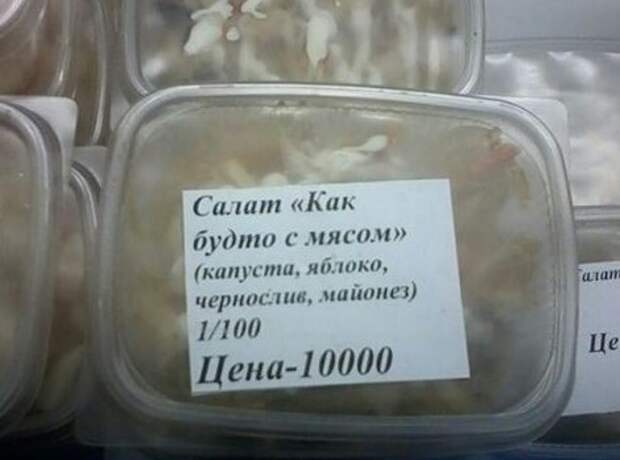 Салат «Как
будто с мясом»
(капуста, яблоко,
чернослив, майонез)
1/100
Цена-10000